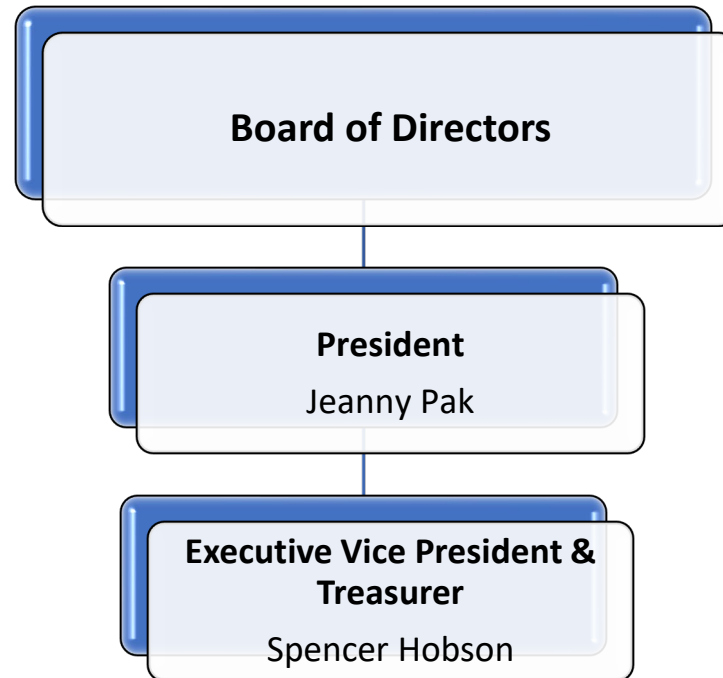 Board of Directors
President
Jeanny Pak
Executive Vice President &
Treasurer
Spencer Hobson